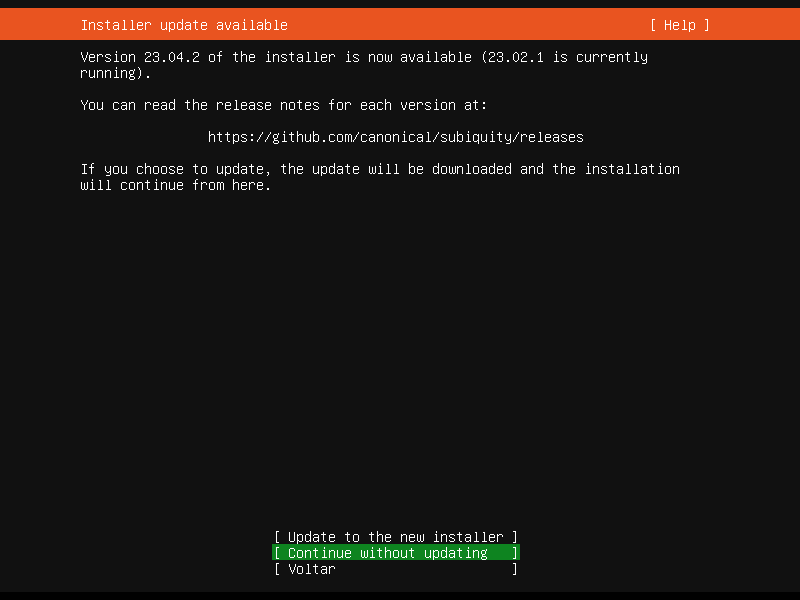 Installer update available [ Help ]
Version 23.04.2 of the installer is now available (23.02.1 is currently
running).
You can read the release notes for each version at:
https://github.com/canonical/subiquity/releases
If you choose to update, the update will be downloaded and the installation
will continue from here.
[ Update to the new installer ]
[ Continue without updating ]
[ Voltar ]